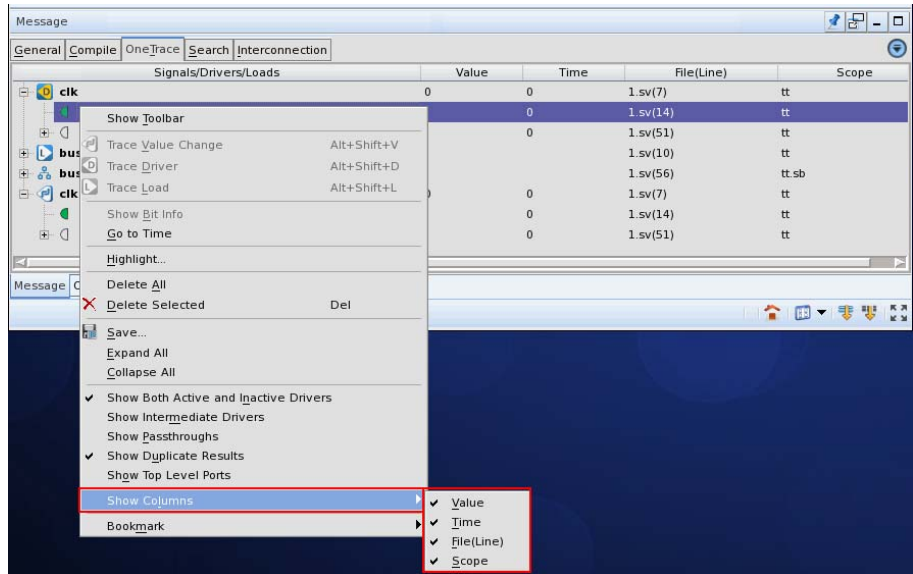 Message
General Compile OneTrace Search Interconnection
Signals/Drivers/Loads Value Time File(Line) Scope
clk 0 0 1.sv(7) tt
0 1.sv(14) tt
0 1.sv(51) tt
bus 1.sv(10) tt
bus 1.sv(56) tt.sb
clk 0 1.sv(7) tt
0 1.sv(14) tt
0 1.sv(51) tt
Show Toolbar
Trace Value Change Alt+Shift+V
Trace Driver Alt+Shift+D
Trace Load Alt+Shift+L
Show Bit Info
Go to Time
Highlight...
Delete All
Delete Selected Del
Save...
Expand All
Collapse All
Show Both Active and Inactive Drivers
Show Intermediate Drivers
Show Passthroughs
Show Duplicate Results
Show Top Level Ports
Show Columns
Bookmark
Value
Time
File(Line)
Scope
Message